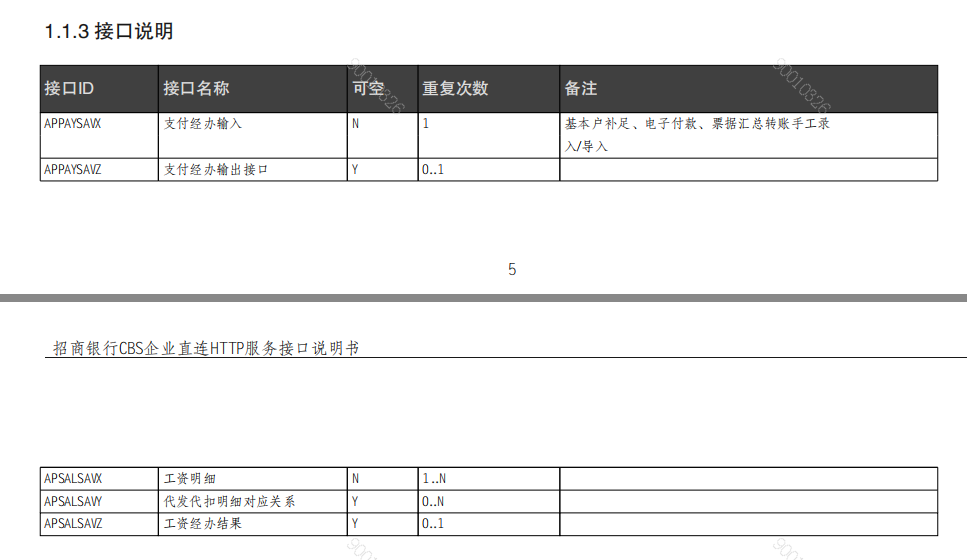 1.1.3 接口说明
接口ID 接口名称 可空 重复次数 备注
APPAYSAVX 支付经办输入 N 1 基本户补足、电子付款、票据汇总转账手工录
入/导入
APPAYSAVZ 支付经办输出接口 Y 0..1
90010326
90010326
5
招商银行CBS企业直连HTTP服务接口说明书
APSALSAVX 工资明细 N 1..N
APSALSAVY 代发代扣明细对应关系 Y 0..N
APSALSAVZ 工资经办结果 Y 0..1